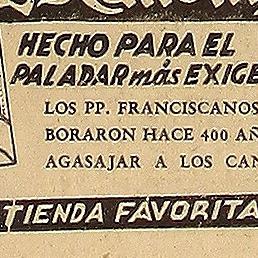 HECHO PARA EL
PALADAR más EXIGE
LOS PP. FRANCISCANOS
BORARON HACE 400 AÑ
AGASAJAR A LOS CAN
TIENDA FAVORITA